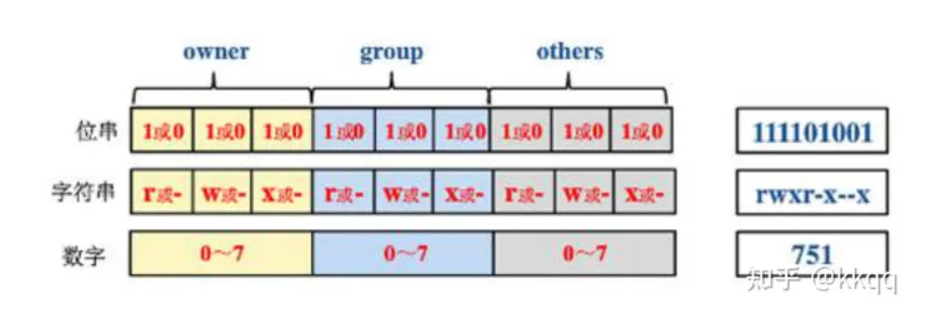 owner group others
位串 1或0 1或0 1或0 1或0 1或0 1或0 1或0 1或0 1或0 111101001
字符串 r或- w或- x或- r或- w或- x或- r或- w或- x或- rwxr-x--x
数字 0～7 0～7 0～7 751
知乎 @kkqq